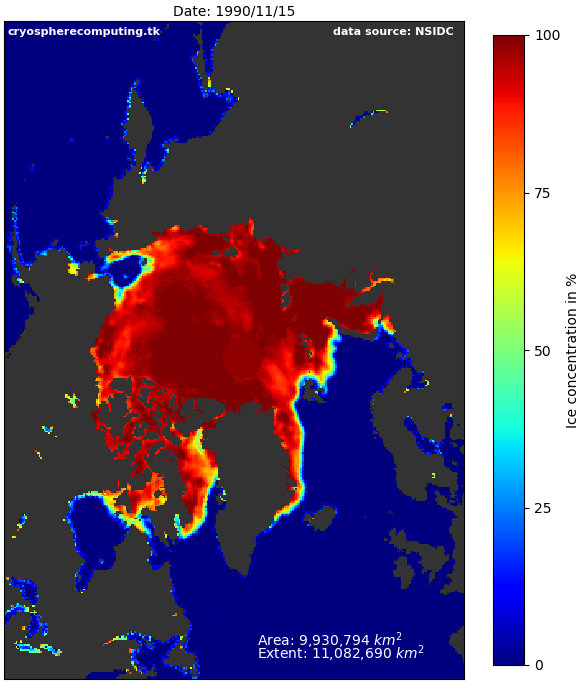 Date: 1990/11/15
cryospherecomputing.tk
data source: NSIDC
100
75
50
25
0
Ice concentration in %
Area: 9,930,794 km²
Extent: 11,082,690 km²